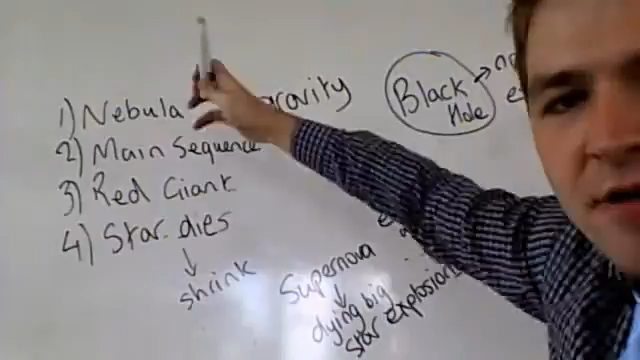 1) Nebula gravity
2) Main Sequence
3) Red Giant
4) Star dies
↓
shrink
Black → no
Hole
Supernova
↓
dying big
star explosion